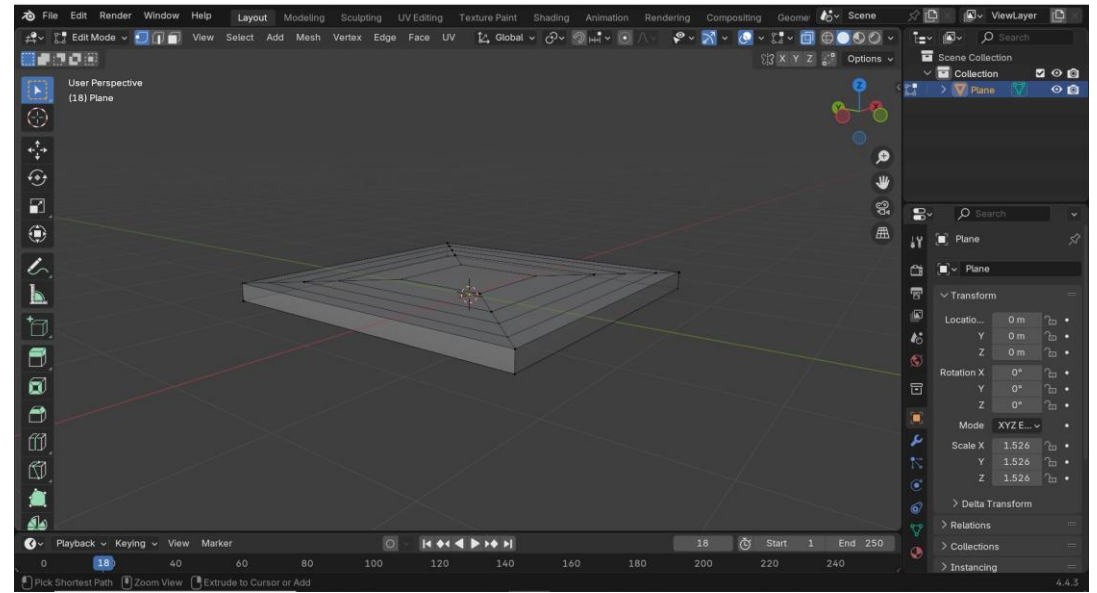 File Edit Render Window Help Layout Modeling Sculpting UV Editing Texture Paint Shading Animation Rendering Compositing Geome Scene ViewLayer
Edit Mode View Select Add Mesh Vertex Edge Face UV Global Search
X Y Z Options
Scene Collection
Collection
Plane
User Perspective
(18) Plane
Z
Y
X
Search
Plane
Plane
Transform
Locatio... 0 m
Y 0 m
Z 0 m
Rotation X 0°
Y 0°
Z 0°
Mode XYZ E...
Scale X 1.526
Y 1.526
Z 1.526
Delta Transform
Relations
Collections
Instancing
Playback Keying View Marker 18 Start 1 End 250
0 18 40 60 80 100 120 140 160 180 200 220 240
Pick Shortest Path Zoom View Extrude to Cursor or Add 4.4.3